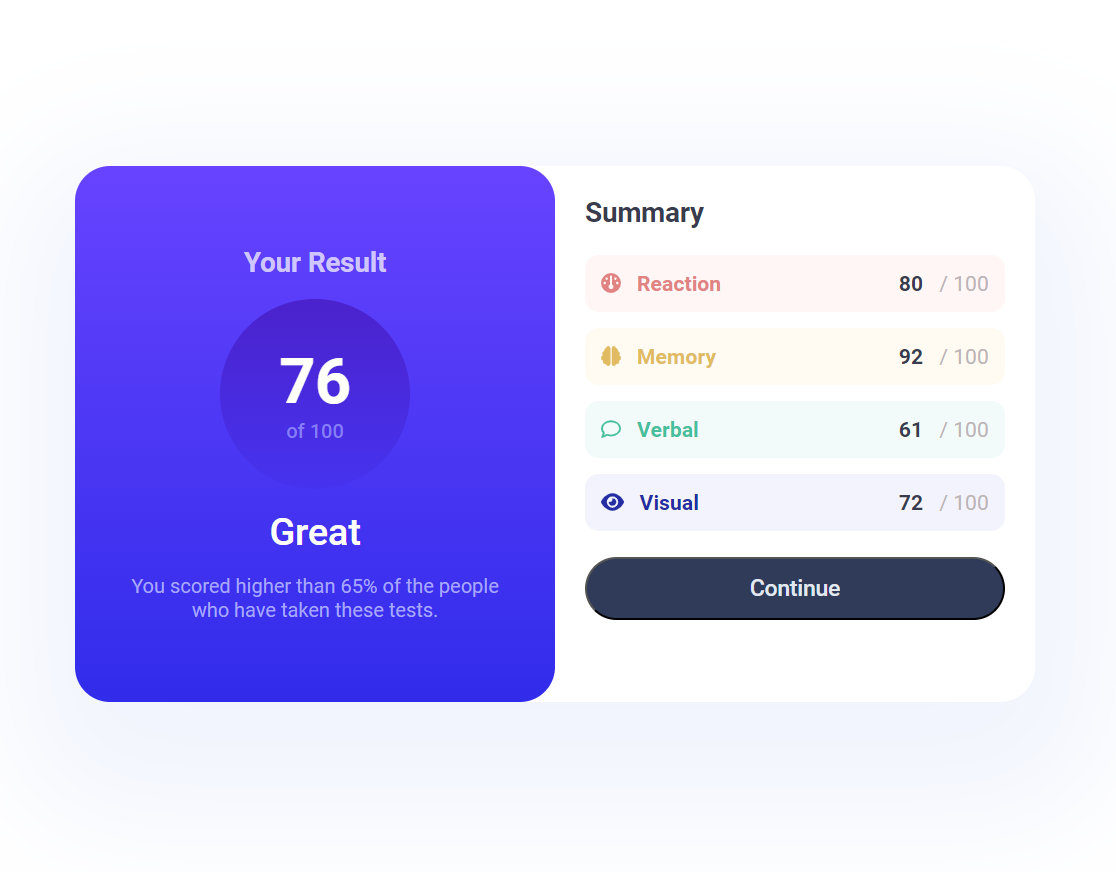 Your Result
76
of 100
Great
You scored higher than 65% of the people
who have taken these tests.
Summary
Reaction 80 / 100
Memory 92 / 100
Verbal 61 / 100
Visual 72 / 100
Continue